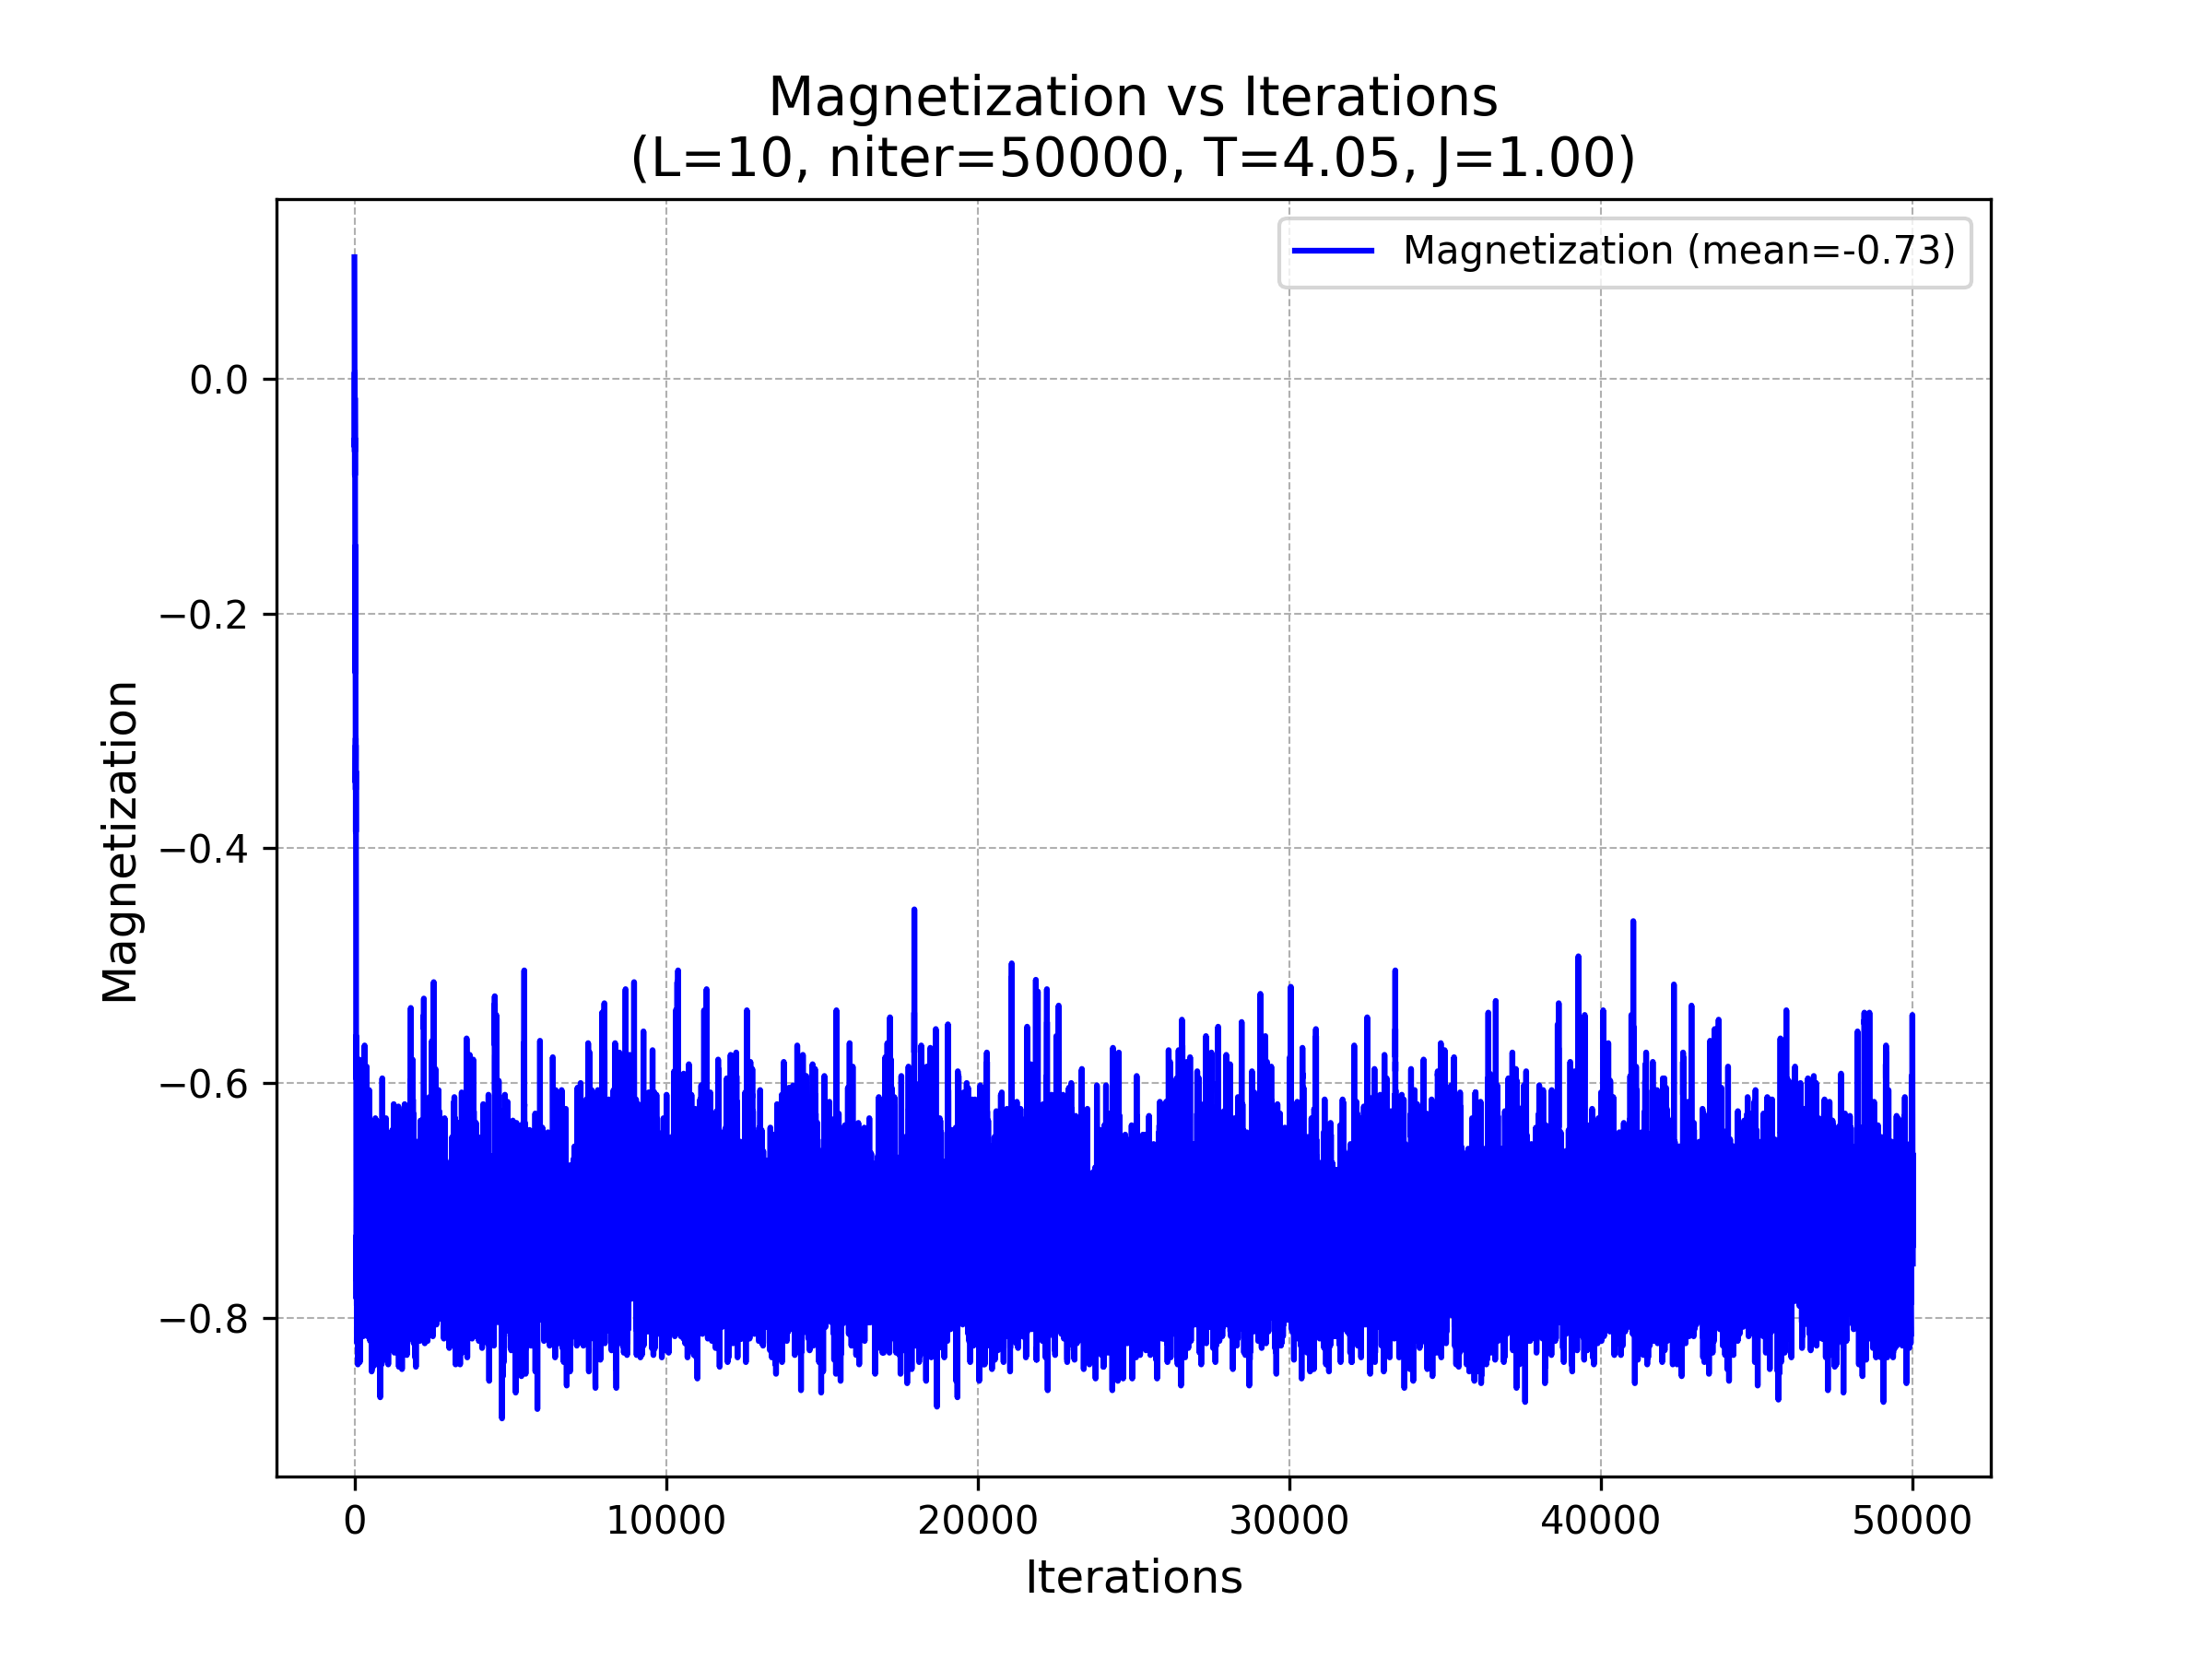 Magnetization vs Iterations
(L=10, niter=50000, T=4.05, J=1.00)
Magnetization (mean=-0.73)
Magnetization
0.0
−0.2
−0.4
−0.6
−0.8
0 10000 20000 30000 40000 50000
Iterations